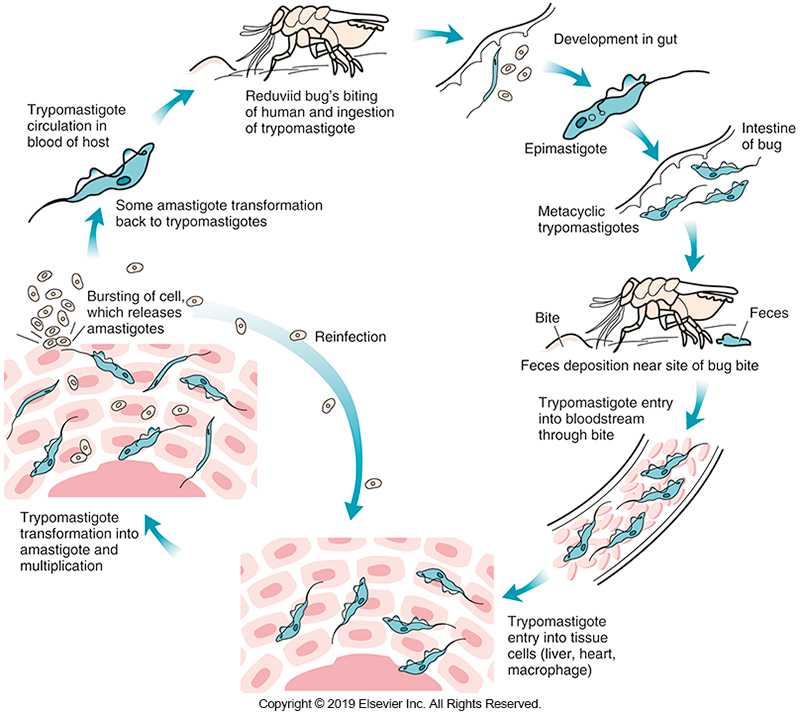 Reduviid bug's biting
of human and ingestion
of trypomastigote
Development in gut
Epimastigote
Intestine
of bug
Metacyclic
trypomastigotes
Bite
Feces
Feces deposition near site of bug bite
Trypomastigote entry
into bloodstream
through bite
Trypomastigote
entry into tissue
cells (liver, heart,
macrophage)
Trypomastigote
transformation into
amastigote and
multiplication
Bursting of cell,
which releases
amastigotes
Reinfection
Some amastigote transformation
back to trypomastigotes
Trypomastigote
circulation in
blood of host
Copyright © 2019 Elsevier Inc. All Rights Reserved.